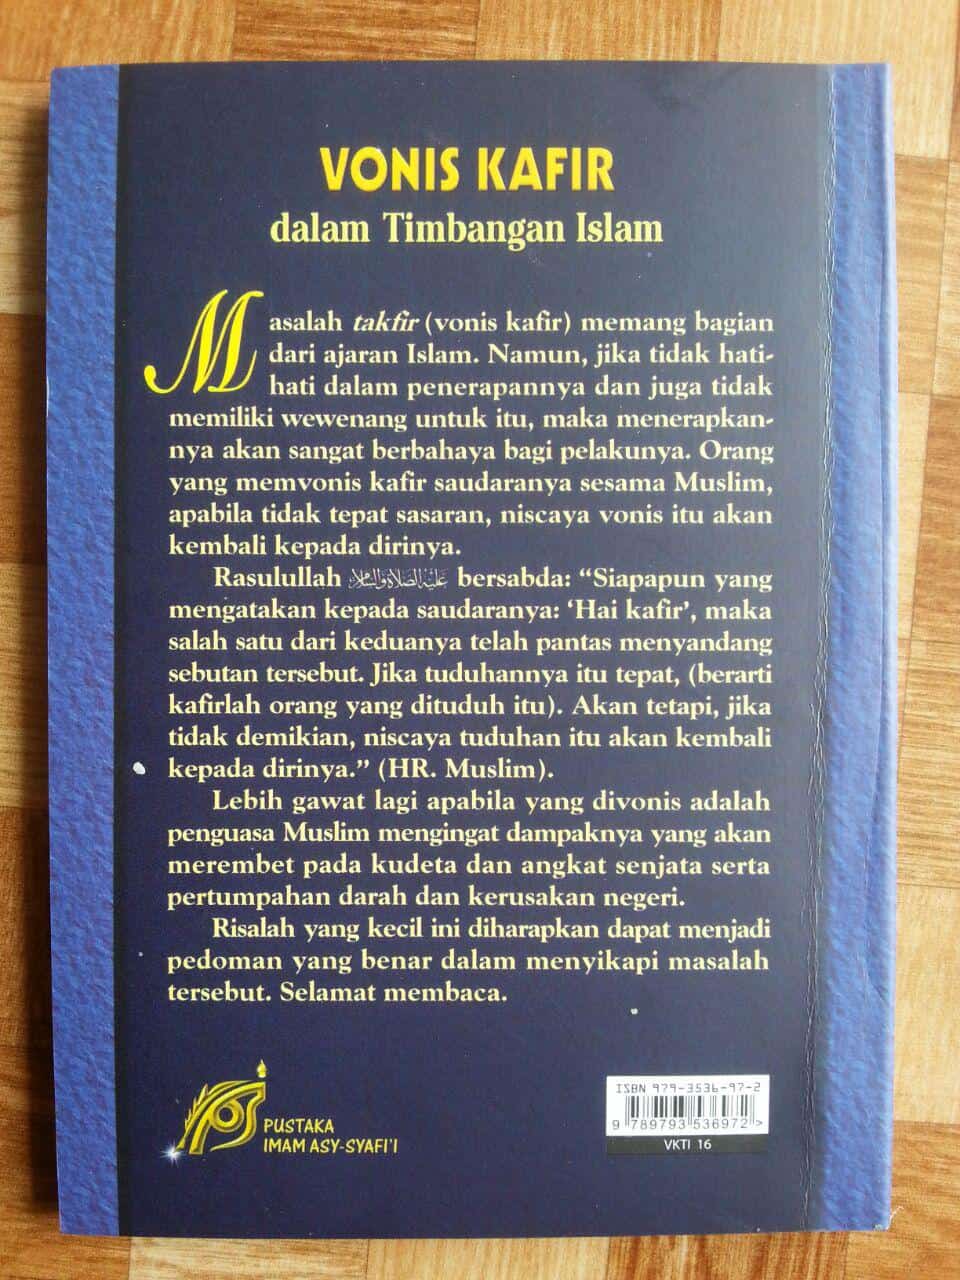 VONIS KAFIR
dalam Timbangan Islam
Masalah takfir (vonis kafir) memang bagian
dari ajaran Islam. Namun, jika tidak hati-
hati dalam penerapannya dan juga tidak
memiliki wewenang untuk itu, maka menerapkan-
nya akan sangat berbahaya bagi pelakunya. Orang
yang memvonis kafir saudaranya sesama Muslim,
apabila tidak tepat sasaran, niscaya vonis itu akan
kembali kepada dirinya.
Rasulullah عليه الصلاة والسلام bersabda: “Siapapun yang
mengatakan kepada saudaranya: ‘Hai kafir’, maka
salah satu dari keduanya telah pantas menyandang
sebutan tersebut. Jika tuduhannya itu tepat, (berarti
kafirlah orang yang dituduh itu). Akan tetapi, jika
tidak demikian, niscaya tuduhan itu akan kembali
kepada dirinya.” (HR. Muslim).
Lebih gawat lagi apabila yang divonis adalah
penguasa Muslim mengingat dampaknya yang akan
merembet pada kudeta dan angkat senjata serta
pertumpahan darah dan kerusakan negeri.
Risalah yang kecil ini diharapkan dapat menjadi
pedoman yang benar dalam menyikapi masalah
tersebut. Selamat membaca.
PUSTAKA
IMAM ASY-SYAFI'I
ISBN 979-3536-97-2
9 789793 536972 >
VKTI 16